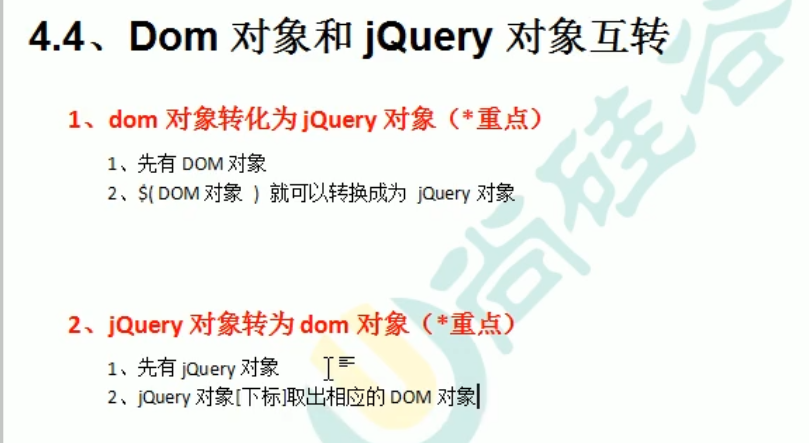 4.4、Dom 对象和 jQuery 对象互转
1、dom 对象转化为 jQuery 对象（*重点）
1、先有 DOM 对象
2、$( DOM 对象 ) 就可以转换成为 jQuery 对象
2、jQuery 对象转为 dom 对象（*重点）
1、先有 jQuery 对象
2、jQuery 对象[下标]取出相应的 DOM 对象
尚硅谷